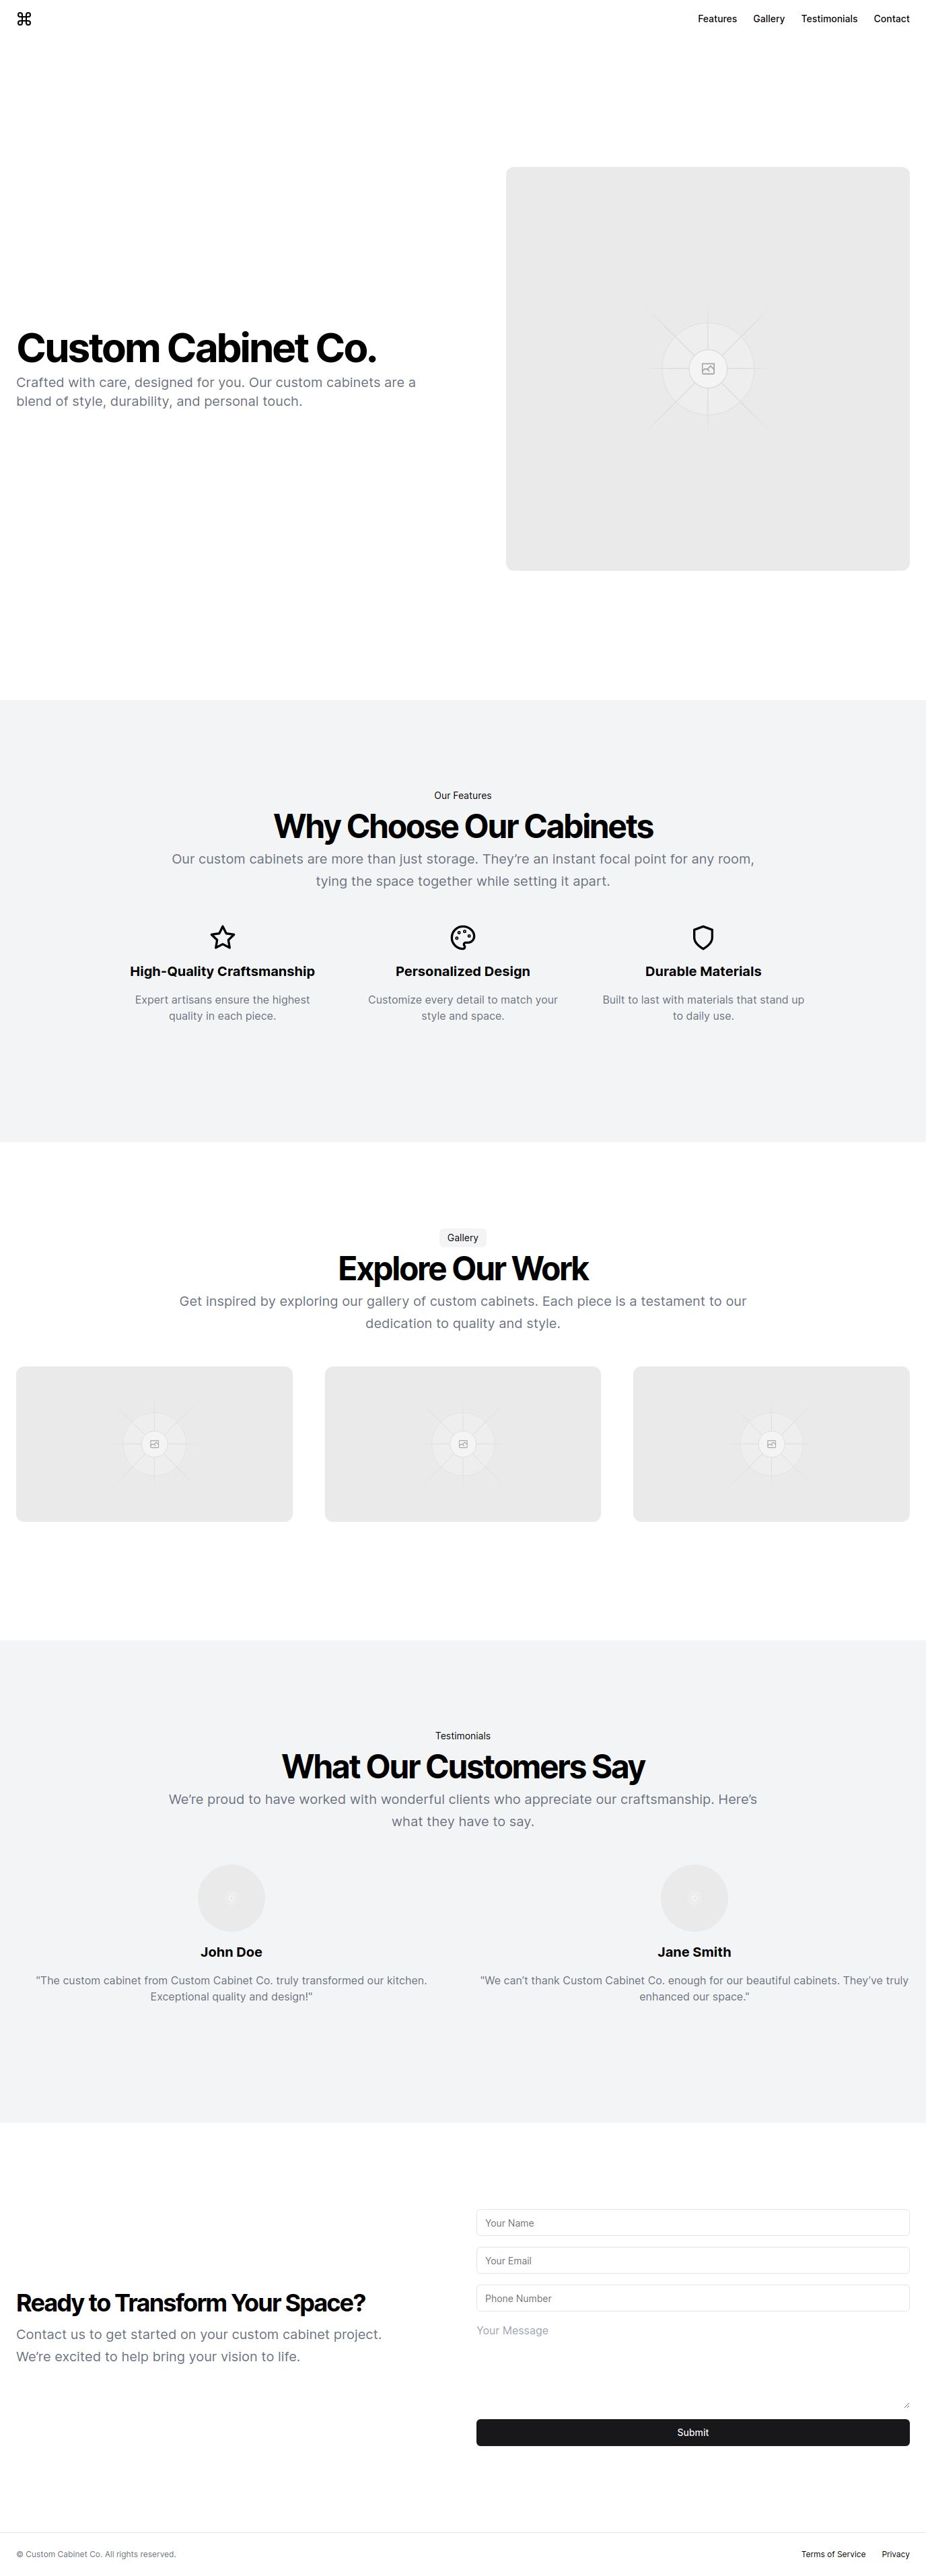 Features Gallery Testimonials Contact
Custom Cabinet Co.
Crafted with care, designed for you. Our custom cabinets are a
blend of style, durability, and personal touch.
Our Features
Why Choose Our Cabinets
Our custom cabinets are more than just storage. They’re an instant focal point for any room,
tying the space together while setting it apart.
High-Quality Craftsmanship
Expert artisans ensure the highest
quality in each piece.
Personalized Design
Customize every detail to match your
style and space.
Durable Materials
Built to last with materials that stand up
to daily use.
Gallery
Explore Our Work
Get inspired by exploring our gallery of custom cabinets. Each piece is a testament to our
dedication to quality and style.
Testimonials
What Our Customers Say
We’re proud to have worked with wonderful clients who appreciate our craftsmanship. Here’s
what they have to say.
John Doe
"The custom cabinet from Custom Cabinet Co. truly transformed our kitchen.
Exceptional quality and design!"
Jane Smith
"We can’t thank Custom Cabinet Co. enough for our beautiful cabinets. They’ve truly
enhanced our space."
Ready to Transform Your Space?
Contact us to get started on your custom cabinet project.
We’re excited to help bring your vision to life.
Your Name
Your Email
Phone Number
Your Message
Submit
© Custom Cabinet Co. All rights reserved.
Terms of Service Privacy